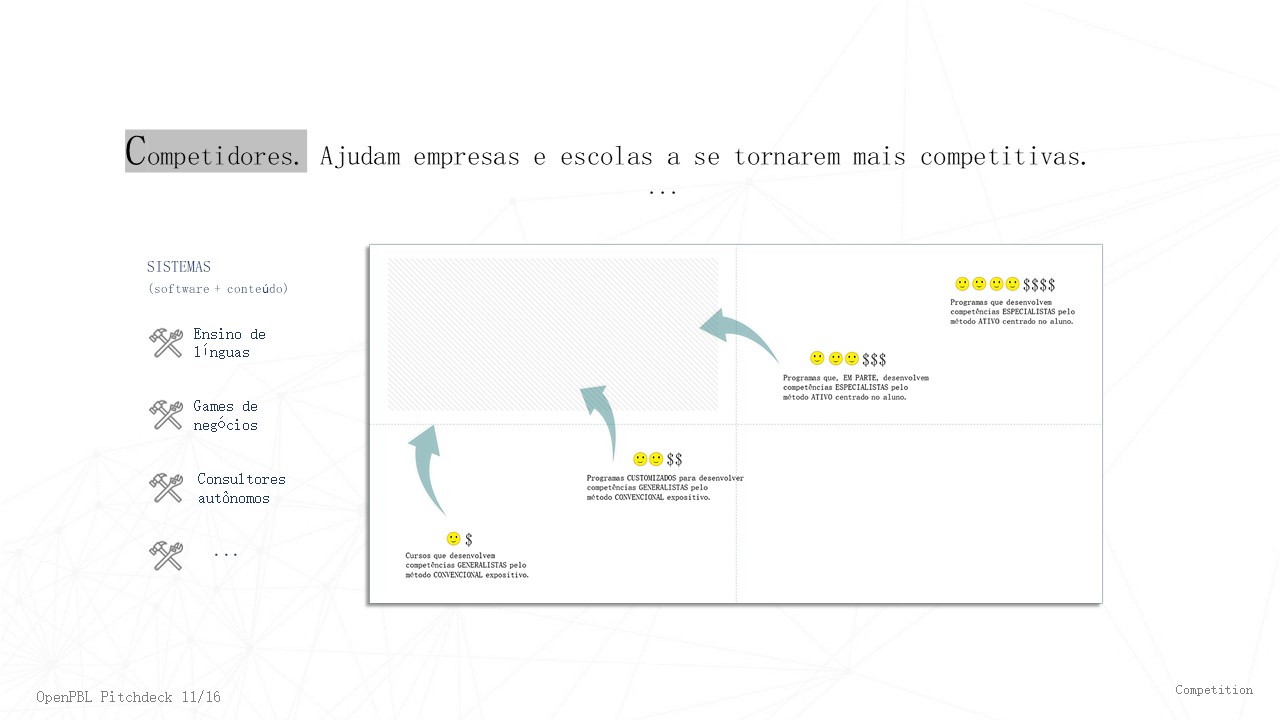 Competidores. Ajudam empresas e escolas a se tornarem mais competitivas.
...
SISTEMAS
(software + conteúdo)
Ensino de
línguas
Games de
negócios
Consultores
autônomos
...
$$$$
Programas que desenvolvem
competências ESPECIALISTAS pelo
método ATIVO centrado no aluno.
$$$
Programas que, EM PARTE, desenvolvem
competências ESPECIALISTAS pelo
método ATIVO centrado no aluno.
$$
Programas CUSTOMIZADOS para desenvolver
competências GENERALISTAS pelo
método CONVENCIONAL expositivo.
$
Cursos que desenvolvem
competências GENERALISTAS pelo
método CONVENCIONAL expositivo.
OpenPBL Pitchdeck 11/16
Competition